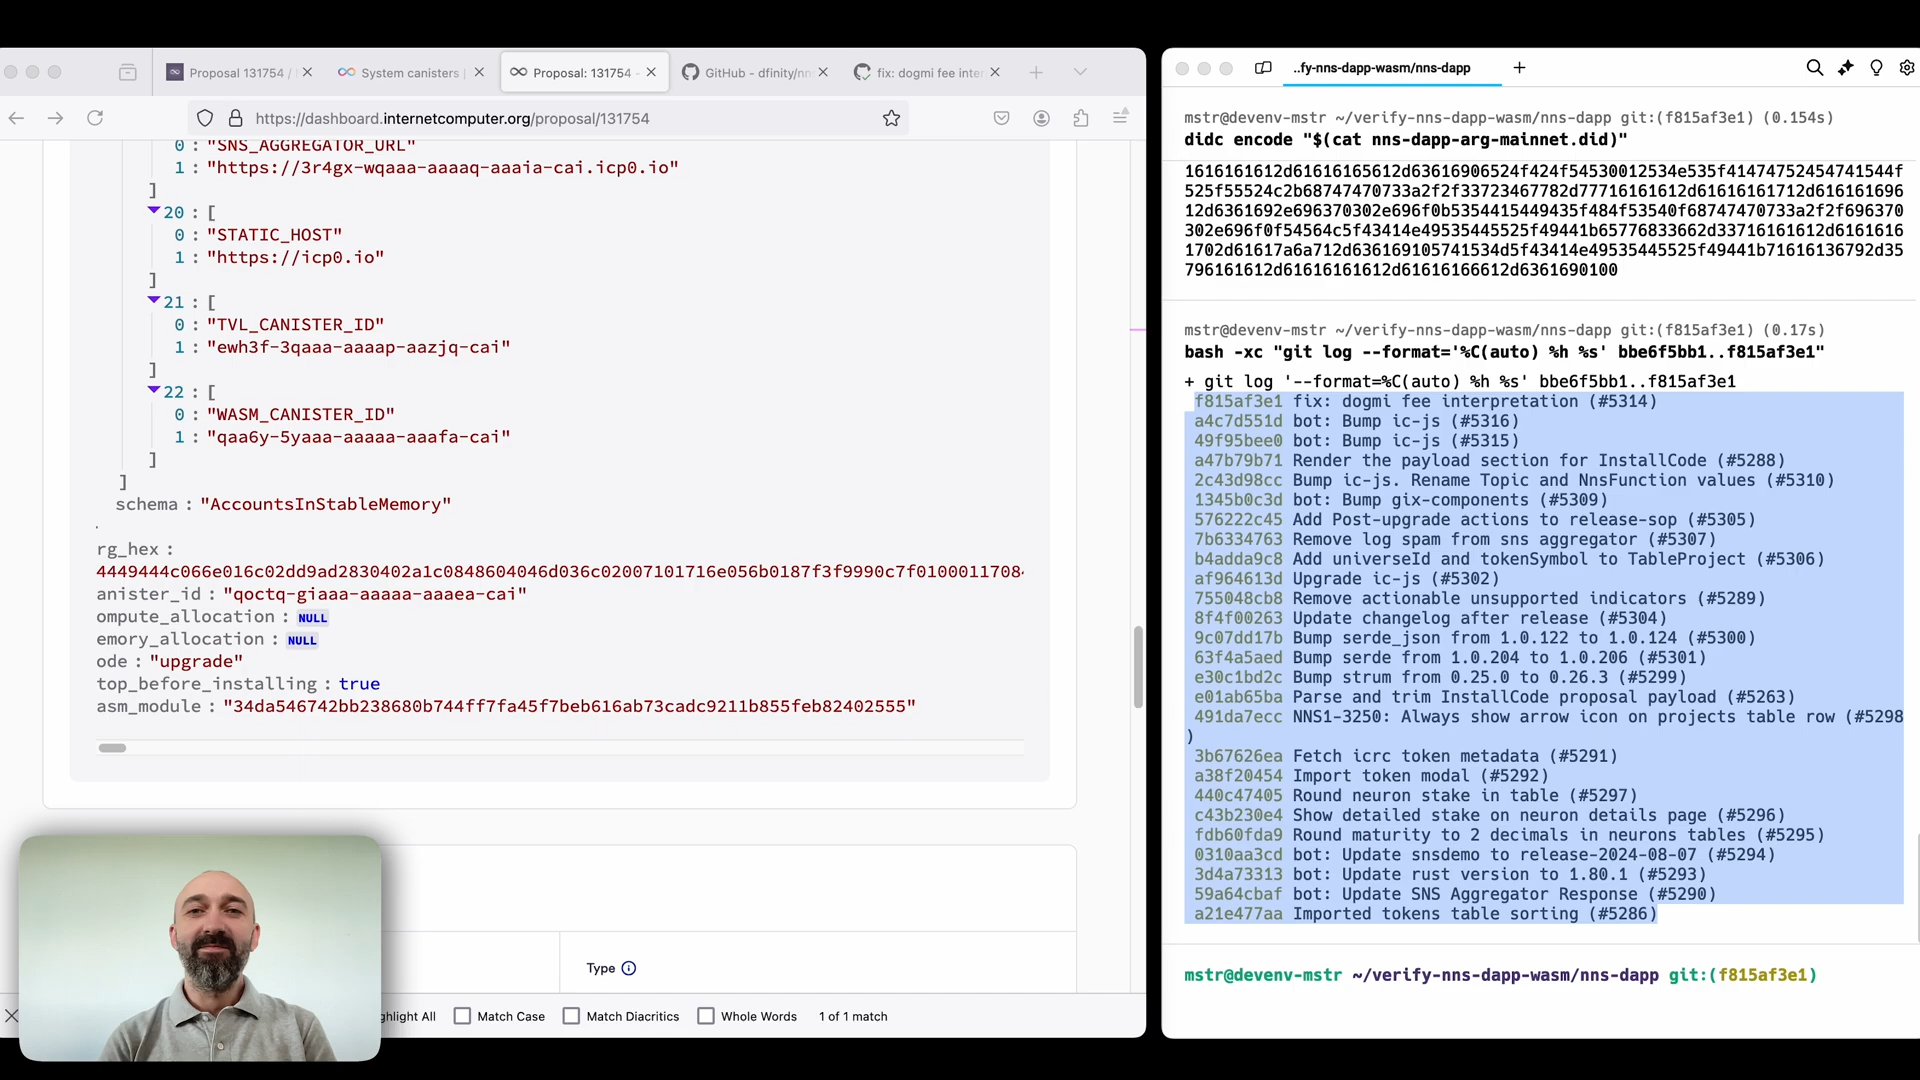 Proposal 131754 /
System canisters |
Proposal: 131754 -
GitHub - dfinity/nn
fix: dogmi fee inte
https://dashboard.internetcomputer.org/proposal/131754
0 : "SNS_AGGREGATOR_URL"
1 : "https://3r4gx-wqaaa-aaaaq-aaaia-cai.icp0.io"
]
20 : [
0 : "STATIC_HOST"
1 : "https://icp0.io"
]
21 : [
0 : "TVL_CANISTER_ID"
1 : "ewh3f-3qaaa-aaaap-aazjq-cai"
]
22 : [
0 : "WASM_CANISTER_ID"
1 : "qaa6y-5yaaa-aaaaa-aaafa-cai"
]
]
schema : "AccountsInStableMemory"
rg_hex :
4449444c066e016c02dd9ad2830402a1c0848604046d036c02007101716e056b0187f3f9990c7f01000117084
anister_id : "qoctq-giaaa-aaaaa-aaaea-cai"
ompute_allocation : NULL
emory_allocation : NULL
ode : "upgrade"
top_before_installing : true
asm_module : "34da546742bb238680b744ff7fa45f7beb616ab73cadc9211b855feb82402555"
Type
ghlight All
Match Case
Match Diacritics
Whole Words
1 of 1 match
..fy-nns-dapp-wasm/nns-dapp
mstr@devenv-mstr ~/verify-nns-dapp-wasm/nns-dapp git:(f815af3e1) (0.154s)
didc encode "$(cat nns-dapp-arg-mainnet.did)"
1616161612d61616165612d63616906524f424f54530012534e535f41474752454741544f
525f55524c2b68747470733a2f2f33723467782d77716161612d61616161712d616161696
12d6361692e696370302e696f0b5354415449435f484f53540f68747470733a2f2f696370
302e696f0f54564c5f43414e49535445525f49441b65776833662d33716161612d6161616
1702d61617a6a712d636169105741534d5f43414e49535445525f49441b71616136792d35
796161612d61616161612d61616166612d6361690100
mstr@devenv-mstr ~/verify-nns-dapp-wasm/nns-dapp git:(f815af3e1) (0.17s)
bash -xc "git log --format='%C(auto) %h %s' bbe6f5bb1..f815af3e1"
+ git log '--format=%C(auto) %h %s' bbe6f5bb1..f815af3e1
f815af3e1 fix: dogmi fee interpretation (#5314)
a4c7d551d bot: Bump ic-js (#5316)
49f95bee0 bot: Bump ic-js (#5315)
a47b79b71 Render the payload section for InstallCode (#5288)
2c43d98cc Bump ic-js. Rename Topic and NnsFunction values (#5310)
1345b0c3d bot: Bump gix-components (#5309)
576222c45 Add Post-upgrade actions to release-sop (#5305)
7b6334763 Remove log spam from sns aggregator (#5307)
b4adda9c8 Add universeId and tokenSymbol to TableProject (#5306)
af964613d Upgrade ic-js (#5302)
755048cb8 Remove actionable unsupported indicators (#5289)
8f4f00263 Update changelog after release (#5304)
9c07dd17b Bump serde_json from 1.0.122 to 1.0.124 (#5300)
63f4a5aed Bump serde from 1.0.204 to 1.0.206 (#5301)
e30c1bd2c Bump strum from 0.25.0 to 0.26.3 (#5299)
e01ab65ba Parse and trim InstallCode proposal payload (#5263)
491da7ecc NNS1-3250: Always show arrow icon on projects table row (#5298
)
3b67626ea Fetch icrc token metadata (#5291)
a38f20454 Import token modal (#5292)
440c47405 Round neuron stake in table (#5297)
c43b230e4 Show detailed stake on neuron details page (#5296)
fdb60fda9 Round maturity to 2 decimals in neurons tables (#5295)
0310aa3cd bot: Update snsdemo to release-2024-08-07 (#5294)
3d4a73313 bot: Update rust version to 1.80.1 (#5293)
59a64cbaf bot: Update SNS Aggregator Response (#5290)
a21e477aa Imported tokens table sorting (#5286)
mstr@devenv-mstr ~/verify-nns-dapp-wasm/nns-dapp git:(f815af3e1)